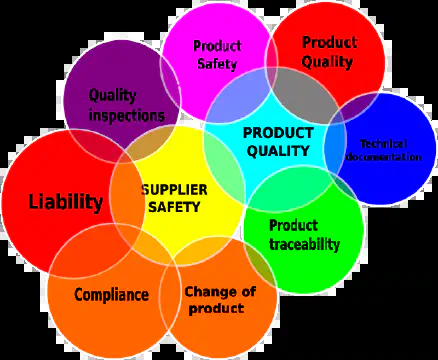 Product
Safety
Product
Quality
Quality
inspections
PRODUCT
QUALITY
Technical
documentation
Liability
SUPPLIER
SAFETY
Product
traceability
Compliance
Change of
product